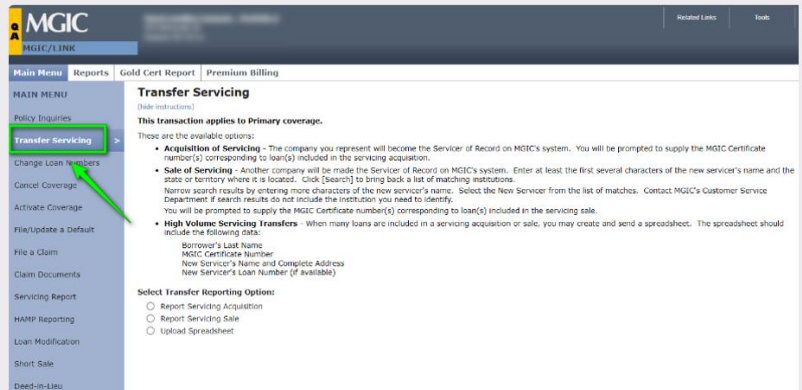 QA
MGIC
MGIC/LINK
Related Links
Tools
Main Menu
Reports
Gold Cert Report
Premium Billing
MAIN MENU
Policy Inquiries
Transfer Servicing >
Change Loan Numbers
Cancel Coverage
Activate Coverage
File/Update a Default
File a Claim
Claim Documents
Servicing Report
HAMP Reporting
Loan Modification
Short Sale
Deed-in-Lieu
Transfer Servicing
[hide instructions]
This transaction applies to Primary coverage.
These are the available options:
• Acquisition of Servicing - The company you represent will become the Servicer of Record on MGIC's system. You will be prompted to supply the MGIC Certificate
number(s) corresponding to loan(s) included in the servicing acquisition.
• Sale of Servicing - Another company will be made the Servicer of Record on MGIC's system. Enter at least the first several characters of the new servicer's name and the
state or territory where it is located. Click [Search] to bring back a list of matching institutions.
Narrow search results by entering more characters of the new servicer's name. Select the New Servicer from the list of matches. Contact MGIC's Customer Service
Department if search results do not include the institution you need to identify.
You will be prompted to supply the MGIC Certificate number(s) corresponding to loan(s) included in the servicing sale.
• High Volume Servicing Transfers - When many loans are included in a servicing acquisition or sale, you may create and send a spreadsheet. The spreadsheet should
include the following data:
Borrower's Last Name
MGIC Certificate Number
New Servicer's Name and Complete Address
New Servicer's Loan Number (if available)
Select Transfer Reporting Option:
Report Servicing Acquisition
Report Servicing Sale
Upload Spreadsheet